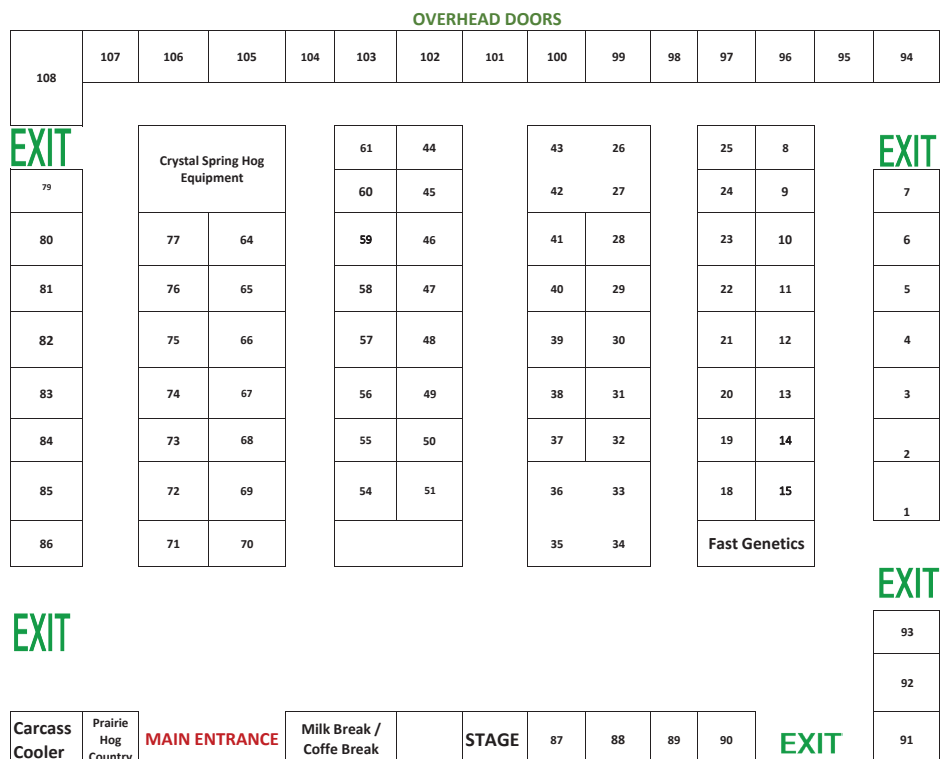 OVERHEAD DOORS
108 107 106 105 104 103 102 101 100 99 98 97 96 95 94
EXIT
Crystal Spring Hog
Equipment
61 44 43 26 25 8
EXIT
79 60 45 42 27 24 9 7
80 77 64 59 46 41 28 23 10 6
81 76 65 58 47 40 29 22 11 5
82 75 66 57 48 39 30 21 12 4
83 74 67 56 49 38 31 20 13 3
84 73 68 55 50 37 32 19 14 2
85 72 69 54 51 36 33 18 15 1
86 71 70 35 34 Fast Genetics
EXIT
EXIT
93
92
Carcass
Cooler
Prairie
Hog
Country
MAIN ENTRANCE
Milk Break /
Coffe Break
STAGE 87 88 89 90 EXIT 91